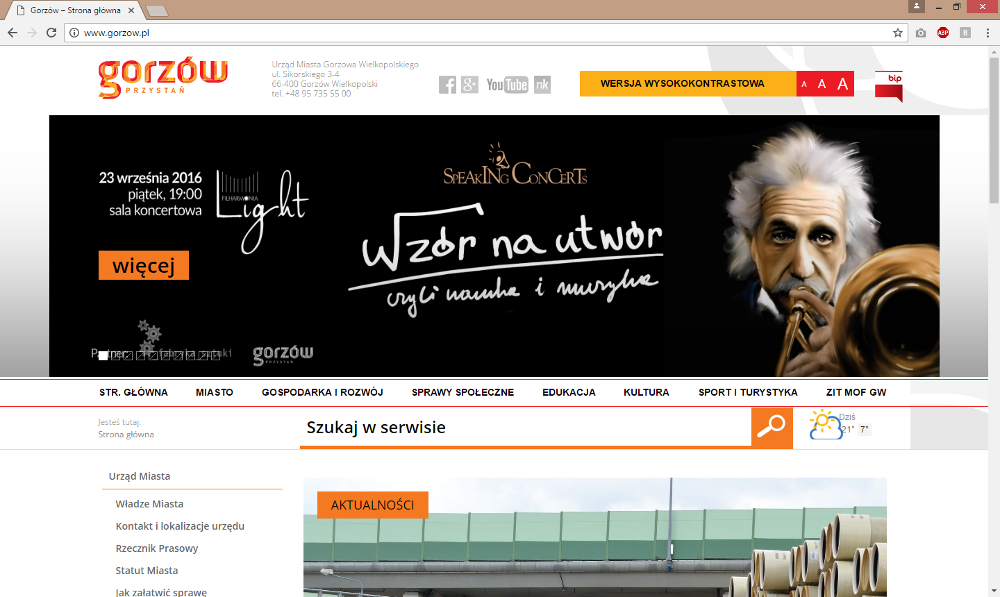 Gorzów – Strona główna
www.gorzow.pl
ABP
B
gorzów
PRZYSTAŃ
Urząd Miasta Gorzowa Wielkopolskiego
ul. Sikorskiego 3-4
66-400 Gorzów Wielkopolski
tel. +48 95 735 55 00
f
g+
YouTube
nk
WERSJA WYSOKOKONTRASTOWA
A A A
bip
23 września 2016
piątek, 19:00
sala koncertowa
FILHARMONIA
Light
SPEAKING CONCERTS
Wzór na utwór
czyli nauka i muzyka
więcej
Partner:
fabryka sztuki
gorzów
PRZYSTAŃ
STR. GŁÓWNA
MIASTO
GOSPODARKA I ROZWÓJ
SPRAWY SPOŁECZNE
EDUKACJA
KULTURA
SPORT I TURYSTYKA
ZIT MOF GW
Jesteś tutaj:
Strona główna
Szukaj w serwisie
Dziś
21° 7°
Urząd Miasta
Władze Miasta
Kontakt i lokalizacje urzędu
Rzecznik Prasowy
Statut Miasta
Jak załatwić sprawę
AKTUALNOŚCI